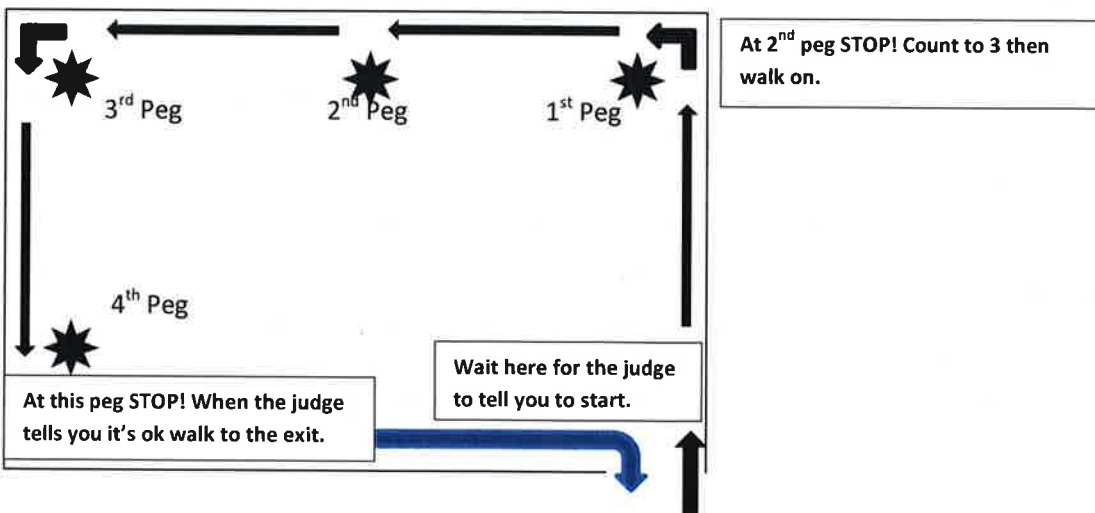 At 2nd peg STOP! Count to 3 then
walk on.
3rd Peg
2nd Peg
1st Peg
4th Peg
Wait here for the judge
to tell you to start.
At this peg STOP! When the judge
tells you it's ok walk to the exit.